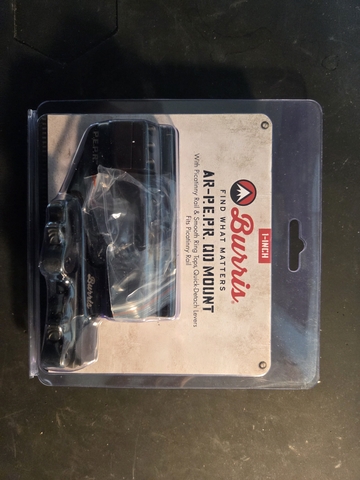 1-INCH
Burris
FIND WHAT MATTERS
AR-P.E.P.R. QD MOUNT
With Picatinny Rail & Smooth Ring Tops, Quick-Detach Levers
Fits Picatinny Rail
Burris